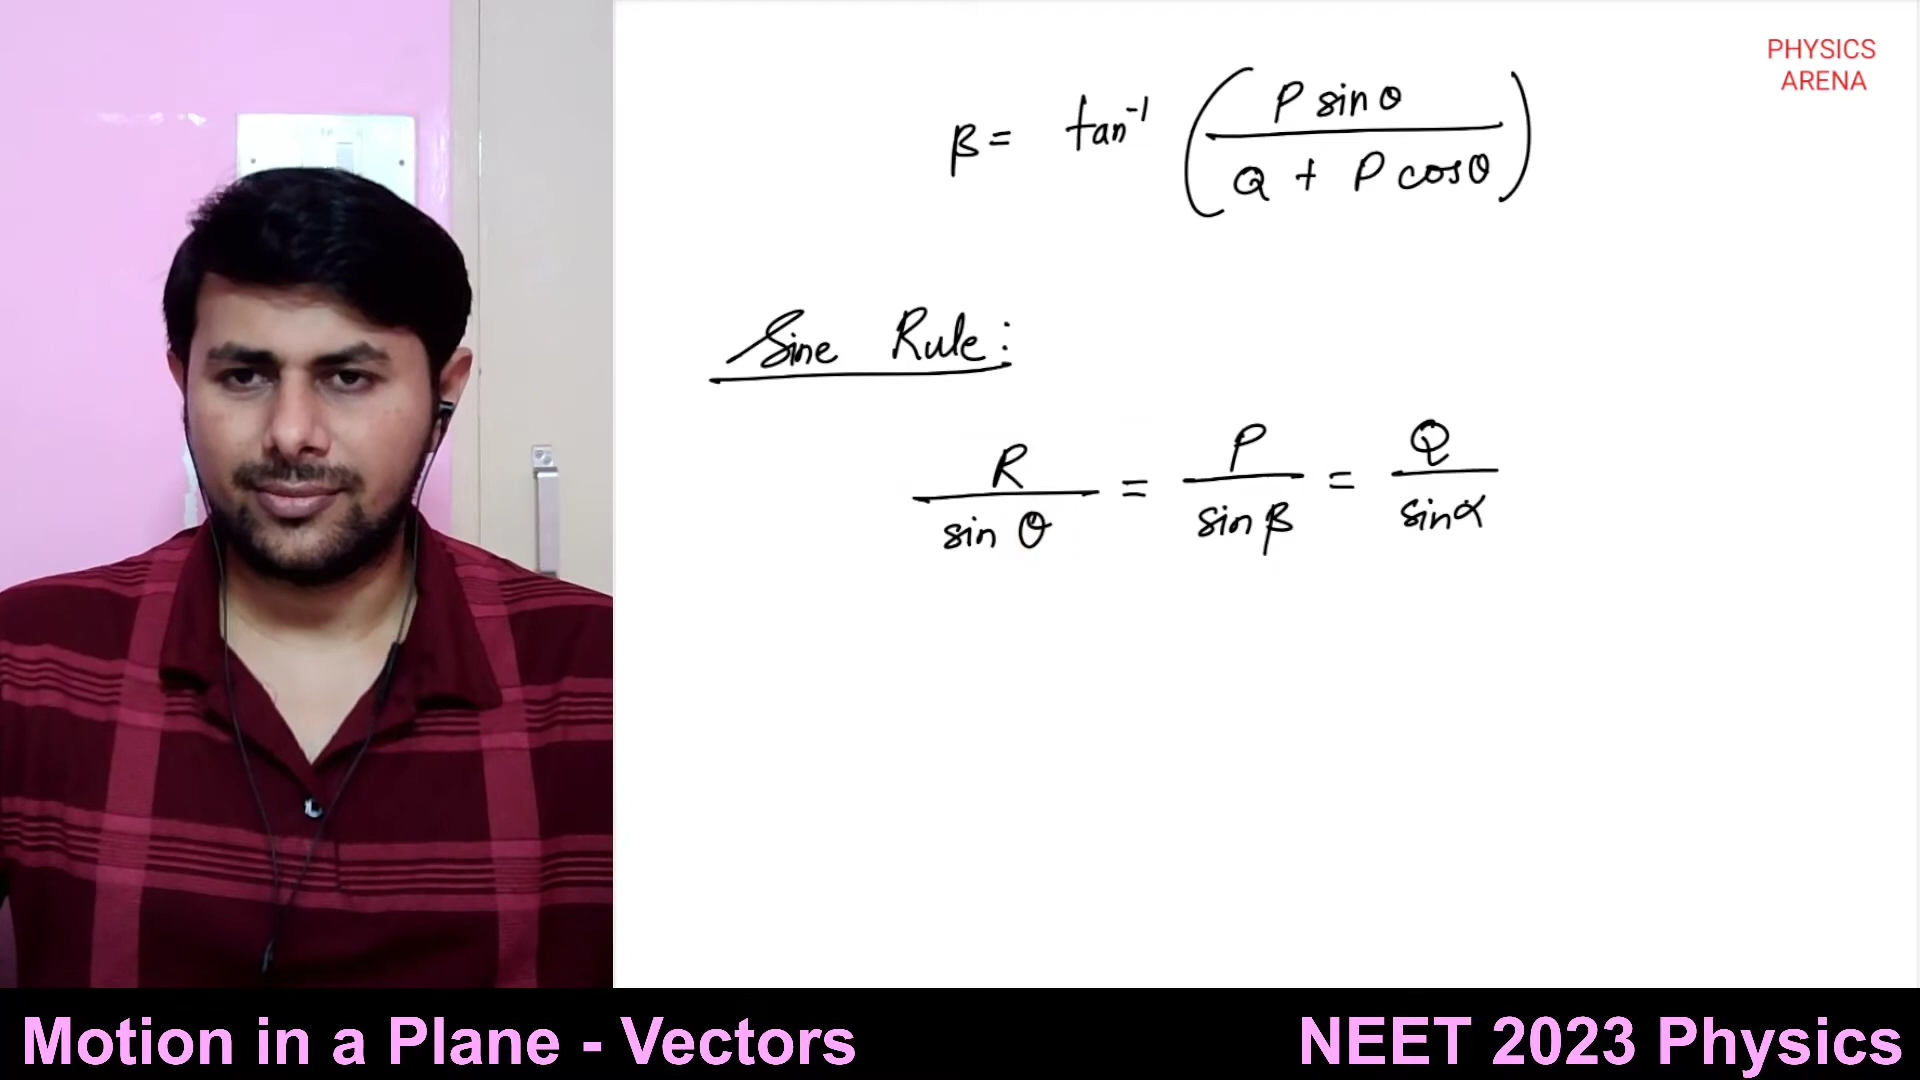 PHYSICS
ARENA
β = tan⁻¹ (P sin θ / (Q + P cos θ))
Sine Rule:
R / sin θ = P / sin β = Q / sin α
Motion in a Plane - Vectors
NEET 2023 Physics